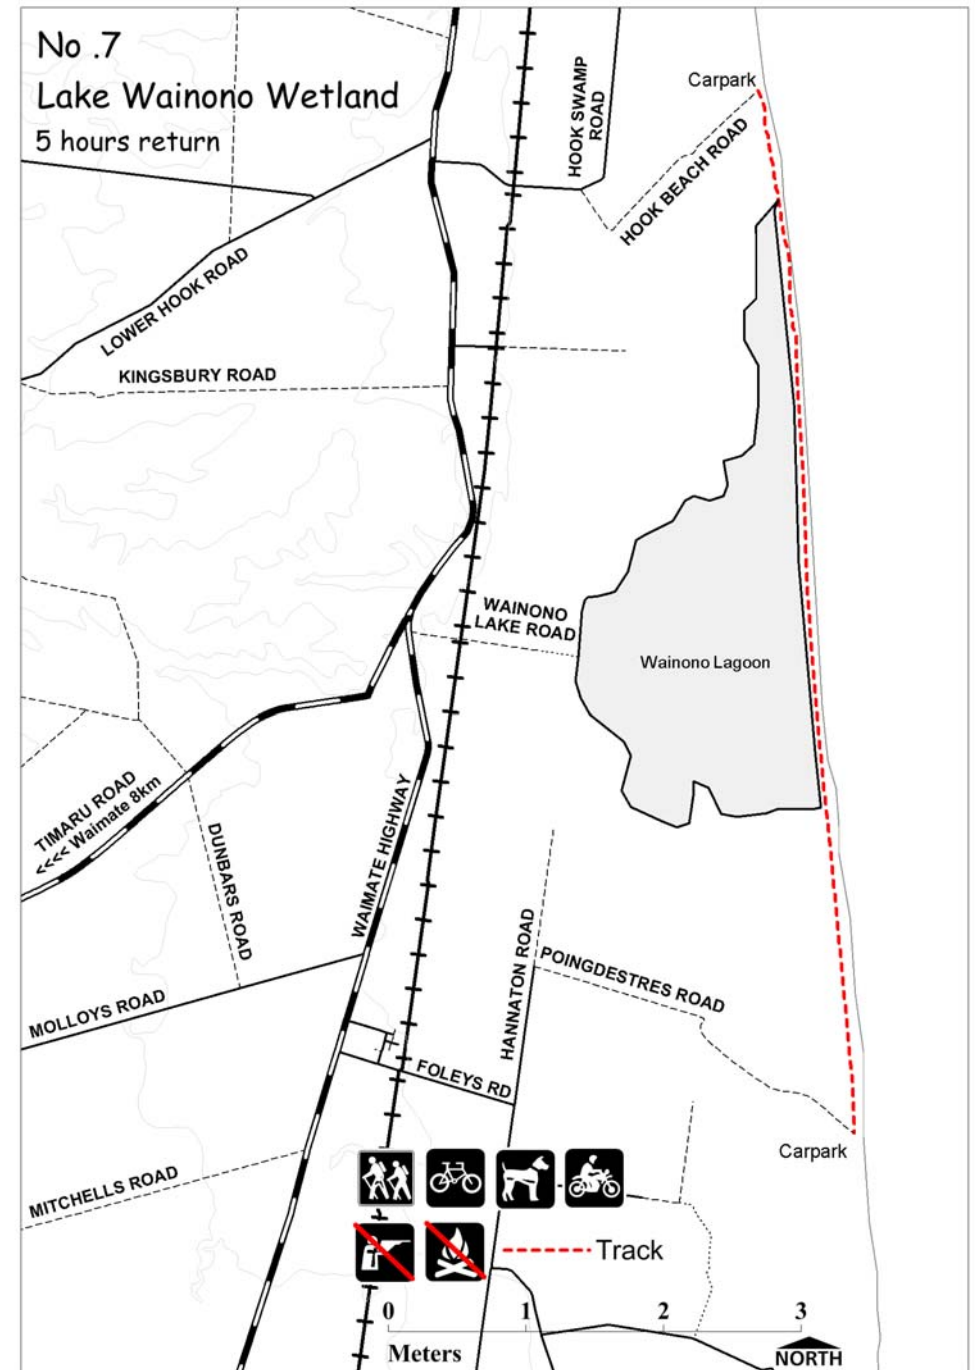 No .7
Lake Wainono Wetland
5 hours return
Carpark
HOOK SWAMP
ROAD
HOOK BEACH ROAD
LOWER HOOK ROAD
KINGSBURY ROAD
WAINONO
LAKE ROAD
Wainono Lagoon
TIMARU ROAD
<<<< Waimate 8km
DUNBARS ROAD
WAIMATE HIGHWAY
HANNATON ROAD
POINGDESTRES ROAD
MOLLOYS ROAD
FOLEYS RD
Carpark
MITCHELLS ROAD
Track
0 1 2 3
Meters
NORTH